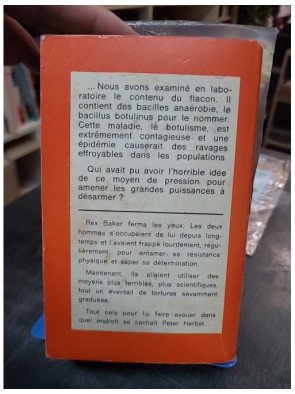 ... Nous avons examiné en labo-
ratoire le contenu du flacon. Il
contient des bacilles anaérobie, le
bacillus botulinus pour le nommer.
Cette maladie, le botulisme, est
extrêmement contagieuse et une
épidémie causerait des ravages
effroyables dans les populations.
Qui avait pu avoir l'horrible idée
de ce moyen de pression pour
amener les grandes puissances à
désarmer ?
Rex Baker ferma les yeux. Les deux
hommes s'occupaient de lui depuis long-
temps et l'avaient frappé lourdement, régu-
lièrement, pour entamer sa résistance
physique et saper sa détermination.
Maintenant, ils allaient utiliser des
moyens plus terribles, plus scientifiques,
tout un éventail de tortures savamment
graduées.
Tout cela pour lui faire avouer dans
quel endroit se cachait Peter Herbst...